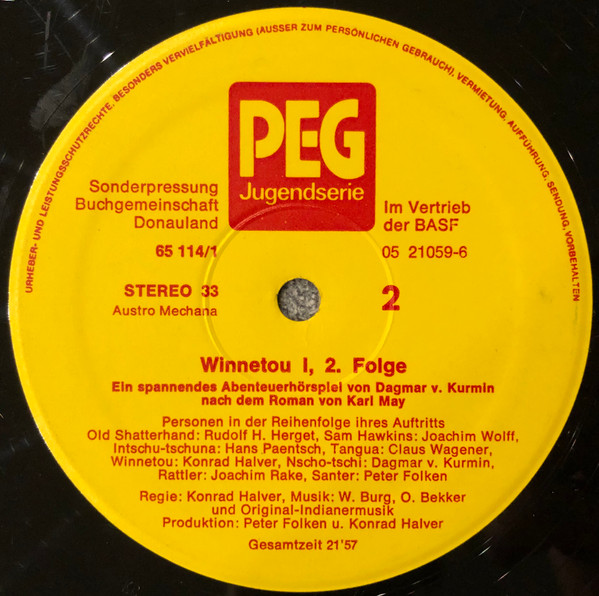 URHEBER- UND LEISTUNGSSCHUTZRECHTE, BESONDERS VERVIELFÄLTIGUNG (AUSSER ZUM PERSÖNLICHEN GEBRAUCH), VERMIETUNG, AUFFÜHRUNG, SENDUNG, VORBEHALTEN
PEG
Jugendserie
Sonderpressung
Buchgemeinschaft
Donauland
65 114/1
Im Vertrieb
der BASF
05 21059-6
STEREO 33
Austro Mechana
2
Winnetou I, 2. Folge
Ein spannendes Abenteuerhörspiel von Dagmar v. Kurmin
nach dem Roman von Karl May
Personen in der Reihenfolge ihres Auftritts
Old Shatterhand: Rudolf H. Herget, Sam Hawkins: Joachim Wolff,
Intschu-tschuna: Hans Paentsch, Tangua: Claus Wagener,
Winnetou: Konrad Halver, Nscho-tschi: Dagmar v. Kurmin,
Rattler: Joachim Rake, Santer: Peter Folken
Regie: Konrad Halver, Musik: W. Burg, O. Bekker
und Original-Indianermusik
Produktion: Peter Folken u. Konrad Halver
Gesamtzeit 21'57